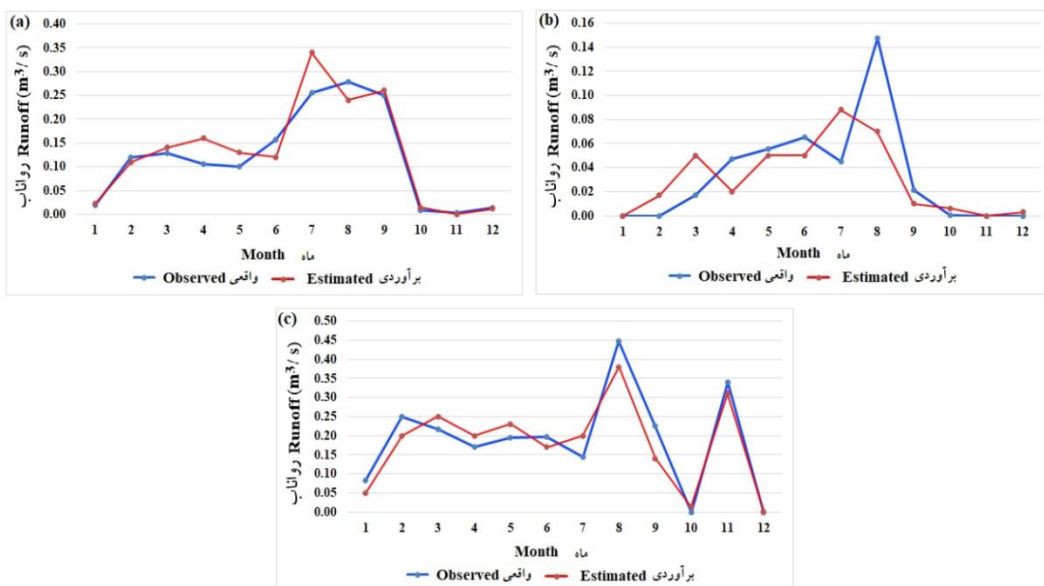 (a)
0.40
0.35
0.30
0.25
0.20
0.15
0.10
0.05
0.00
رواناب Runoff (m³/ s)
1 2 3 4 5 6 7 8 9 10 11 12
Month ماه
Observed واقعی Estimated برآوردی
(b)
0.16
0.14
0.12
0.10
0.08
0.06
0.04
0.02
0.00
رواناب Runoff (m³/ s)
1 2 3 4 5 6 7 8 9 10 11 12
Month ماه
Observed واقعی Estimated برآوردی
(c)
0.50
0.45
0.40
0.35
0.30
0.25
0.20
0.15
0.10
0.05
0.00
رواناب Runoff (m³/ s)
1 2 3 4 5 6 7 8 9 10 11 12
Month ماه
Observed واقعی Estimated برآوردی